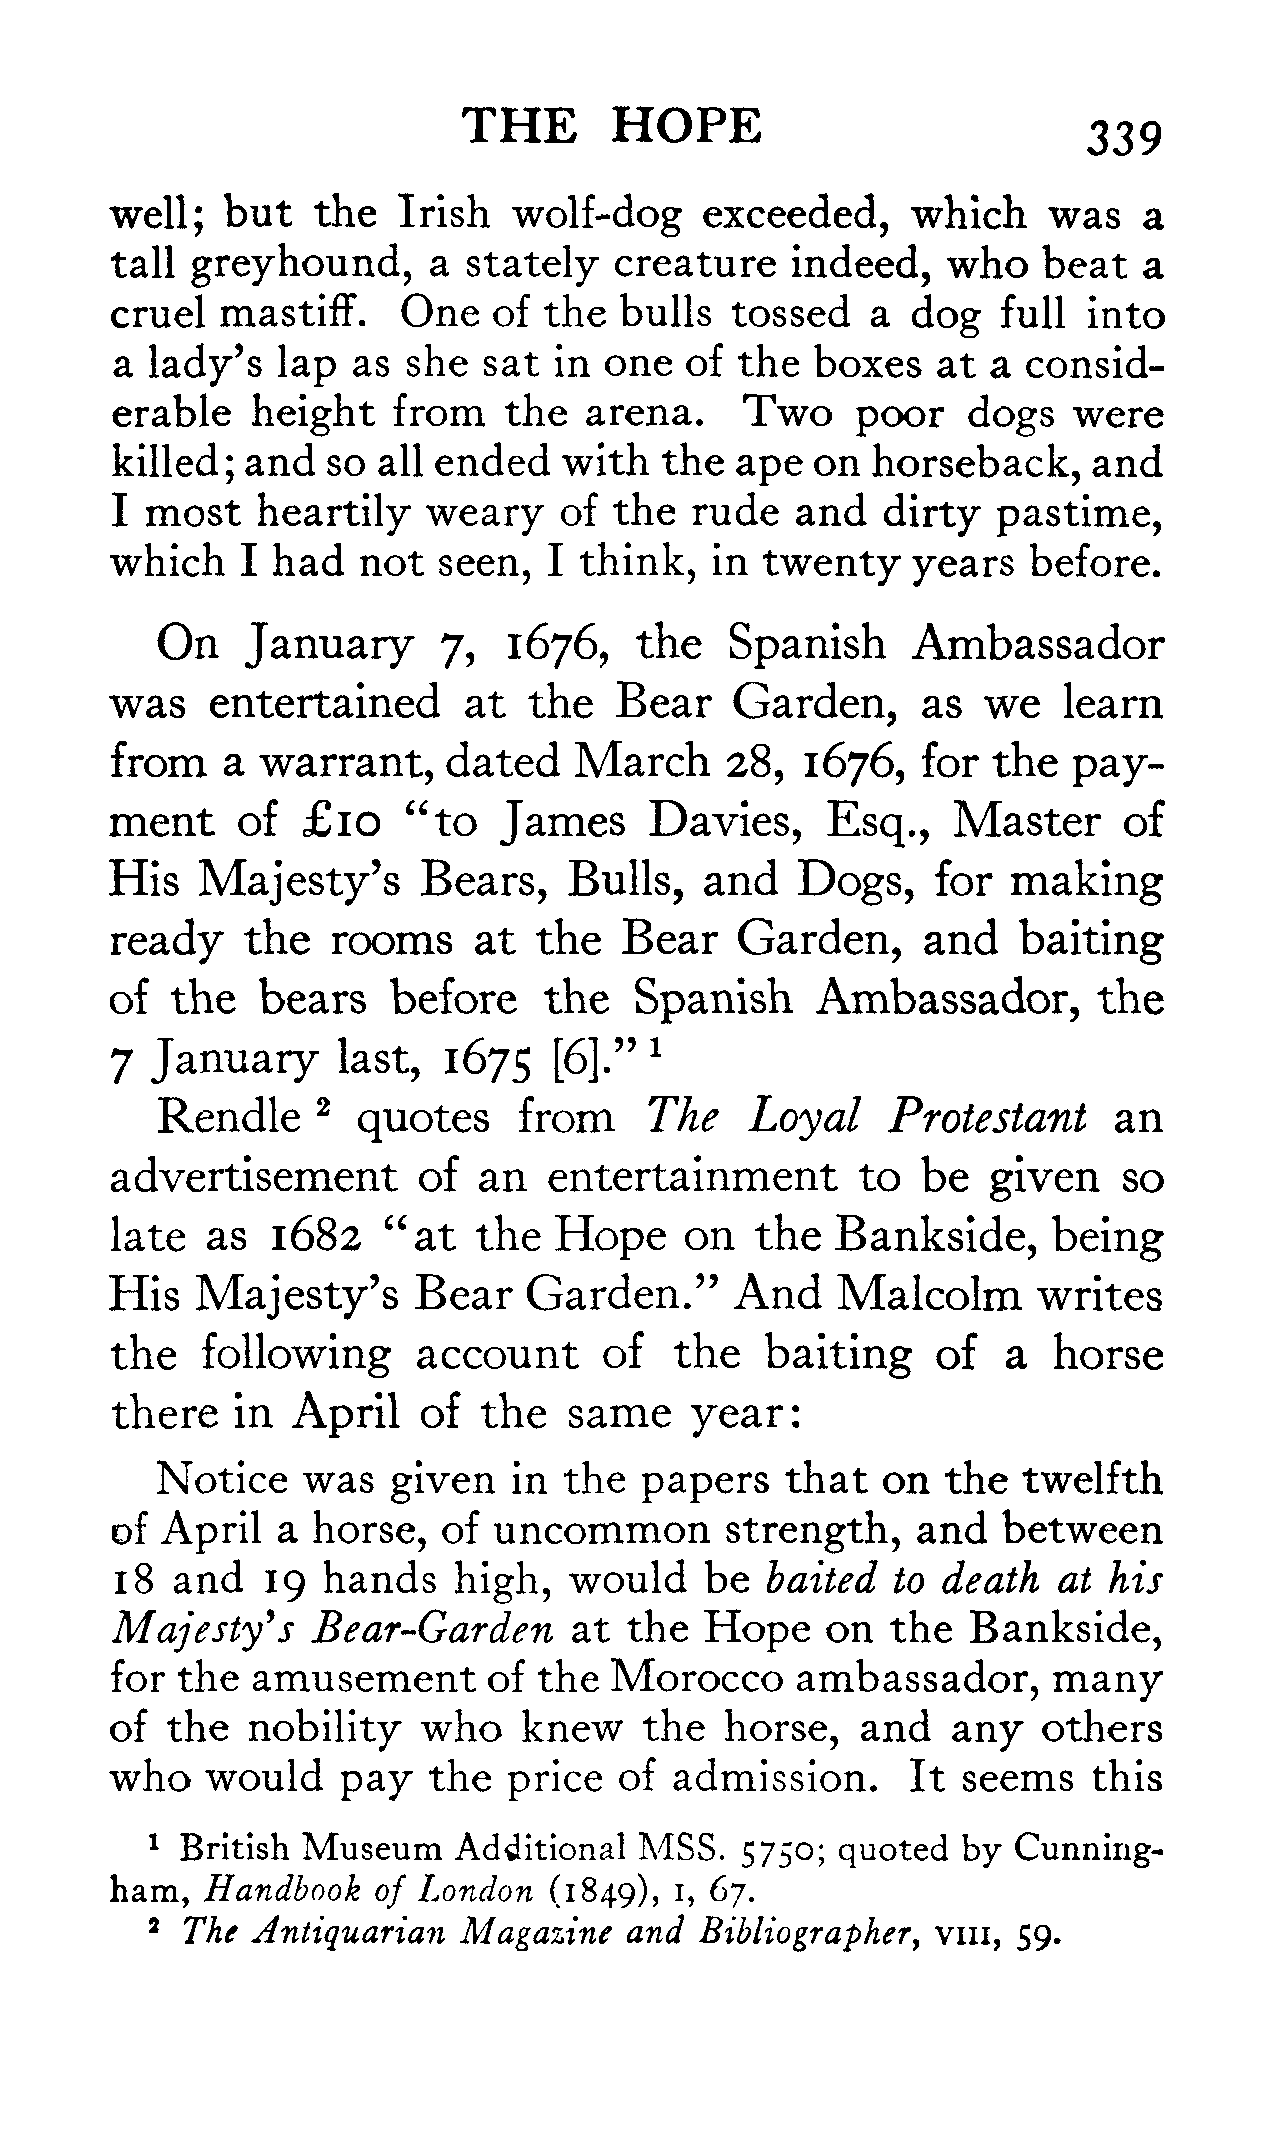 THE HOPE 339
well; but the Irish wolf-dog exceeded, which was a
tall greyhound, a stately creature indeed, who beat a
cruel mastiff. One of the bulls tossed a dog full into
a lady's lap as she sat in one of the boxes at a consid-
erable height from the arena. Two poor dogs were
killed; and so all ended with the ape on horseback, and
I most heartily weary of the rude and dirty pastime,
which I had not seen, I think, in twenty years before.
On January 7, 1676, the Spanish Ambassador
was entertained at the Bear Garden, as we learn
from a warrant, dated March 28, 1676, for the pay-
ment of £10 "to James Davies, Esq., Master of
His Majesty's Bears, Bulls, and Dogs, for making
ready the rooms at the Bear Garden, and baiting
of the bears before the Spanish Ambassador, the
7 January last, 1675 [6]." ¹
Rendle ² quotes from The Loyal Protestant an
advertisement of an entertainment to be given so
late as 1682 "at the Hope on the Bankside, being
His Majesty's Bear Garden." And Malcolm writes
the following account of the baiting of a horse
there in April of the same year:
Notice was given in the papers that on the twelfth
of April a horse, of uncommon strength, and between
18 and 19 hands high, would be baited to death at his
Majesty's Bear-Garden at the Hope on the Bankside,
for the amusement of the Morocco ambassador, many
of the nobility who knew the horse, and any others
who would pay the price of admission. It seems this
¹ British Museum Additional MSS. 5750; quoted by Cunning-
ham, Handbook of London (1849), I, 67.
² The Antiquarian Magazine and Bibliographer, VIII, 59.